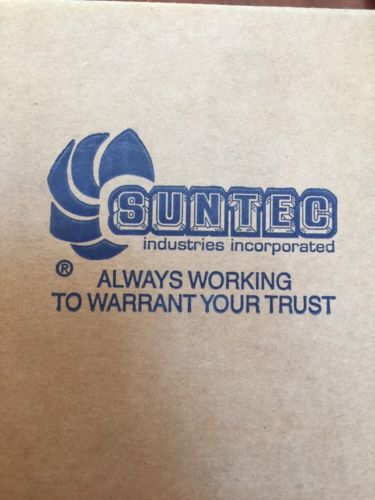 SUNTEC
industries incorporated
® ALWAYS WORKING
TO WARRANT YOUR TRUST